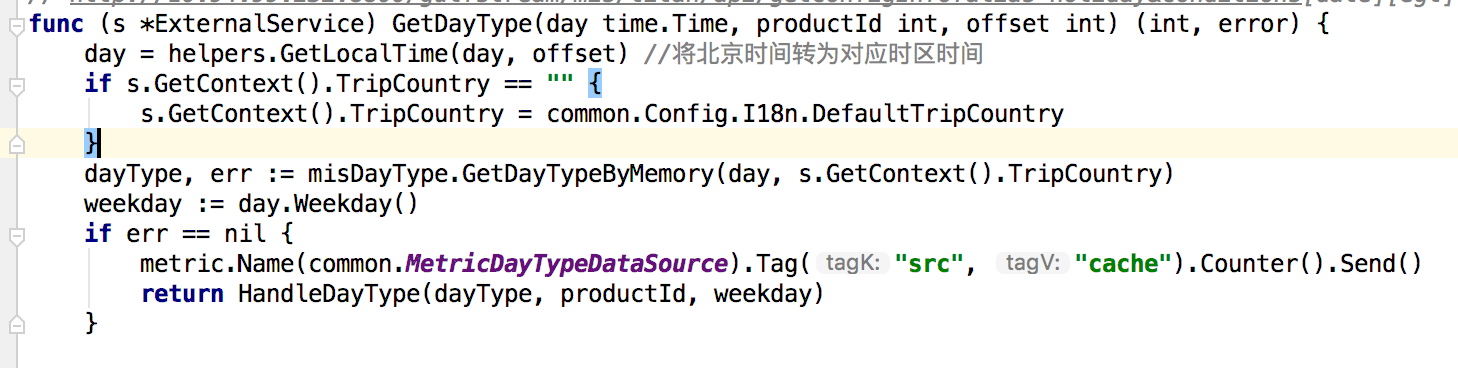 func (s *ExternalService) GetDayType(day time.Time, productId int, offset int) (int, error) {
day = helpers.GetLocalTime(day, offset) //将北京时间转为对应时区时间
if s.GetContext().TripCountry == "" {
s.GetContext().TripCountry = common.Config.I18n.DefaultTripCountry
}
dayType, err := misDayType.GetDayTypeByMemory(day, s.GetContext().TripCountry)
weekday := day.Weekday()
if err == nil {
metric.Name(common.MetricDayTypeDataSource).Tag( tagK: "src", tagV: "cache").Counter().Send()
return HandleDayType(dayType, productId, weekday)
}